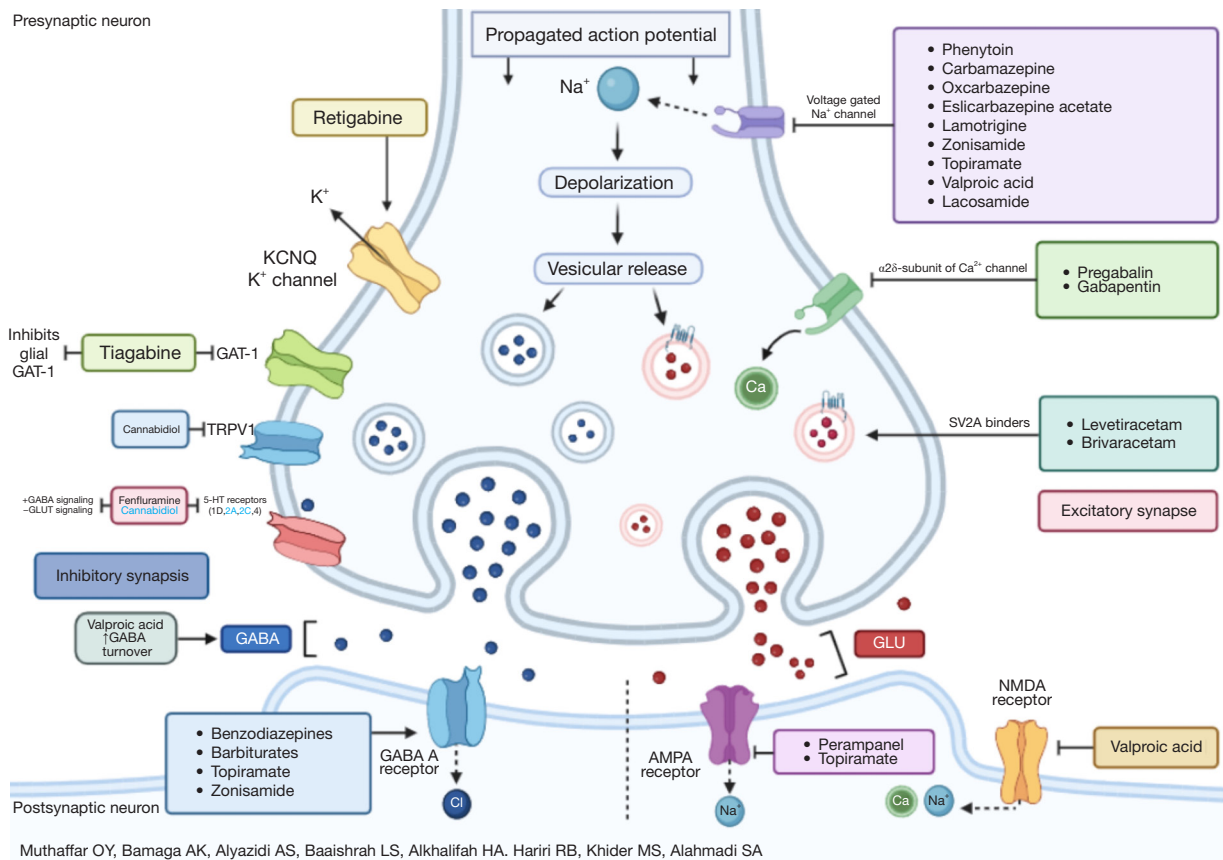 Presynaptic neuron
Propagated action potential
Na⁺
Voltage gated
Na⁺ channel
• Phenytoin
• Carbamazepine
• Oxcarbazepine
• Eslicarbazepine acetate
• Lamotrigine
• Zonisamide
• Topiramate
• Valproic acid
• Lacosamide
Retigabine
K⁺
KCNQ
K⁺ channel
Depolarization
Vesicular release
α2δ-subunit of Ca²⁺ channel
• Pregabalin
• Gabapentin
Inhibits
glial
GAT-1
Tiagabine
GAT-1
Ca
Cannabidiol
TRPV1
SV2A binders
• Levetiracetam
• Brivaracetam
+GABA signaling
−GLUT signaling
Fenfluramine
Cannabidiol
5-HT receptors
(1D,2A,2C,4)
Excitatory synapse
Inhibitory synapsis
Valproic acid
↑GABA
turnover
GABA
GLU
• Benzodiazepines
• Barbiturates
• Topiramate
• Zonisamide
GABA A
receptor
Cl
AMPA
receptor
Na⁺
• Perampanel
• Topiramate
NMDA
receptor
Valproic acid
Ca
Na⁺
Postsynaptic neuron
Muthaffar OY, Bamaga AK, Alyazidi AS, Baaishrah LS, Alkhalifah HA. Hariri RB, Khider MS, Alahmadi SA